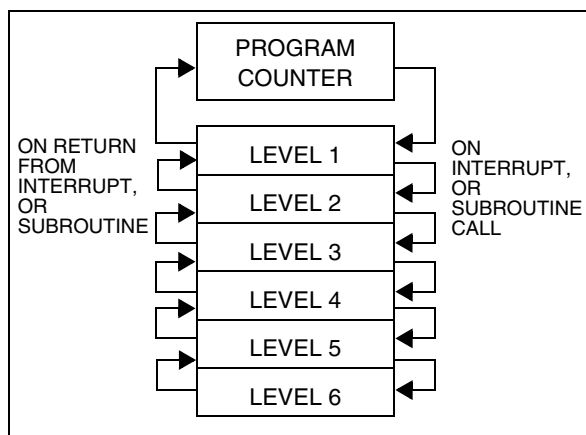 PROGRAM
COUNTER
ON RETURN
FROM
INTERRUPT,
OR
SUBROUTINE
LEVEL 1
LEVEL 2
LEVEL 3
LEVEL 4
LEVEL 5
LEVEL 6
ON
INTERRUPT,
OR
SUBROUTINE
CALL